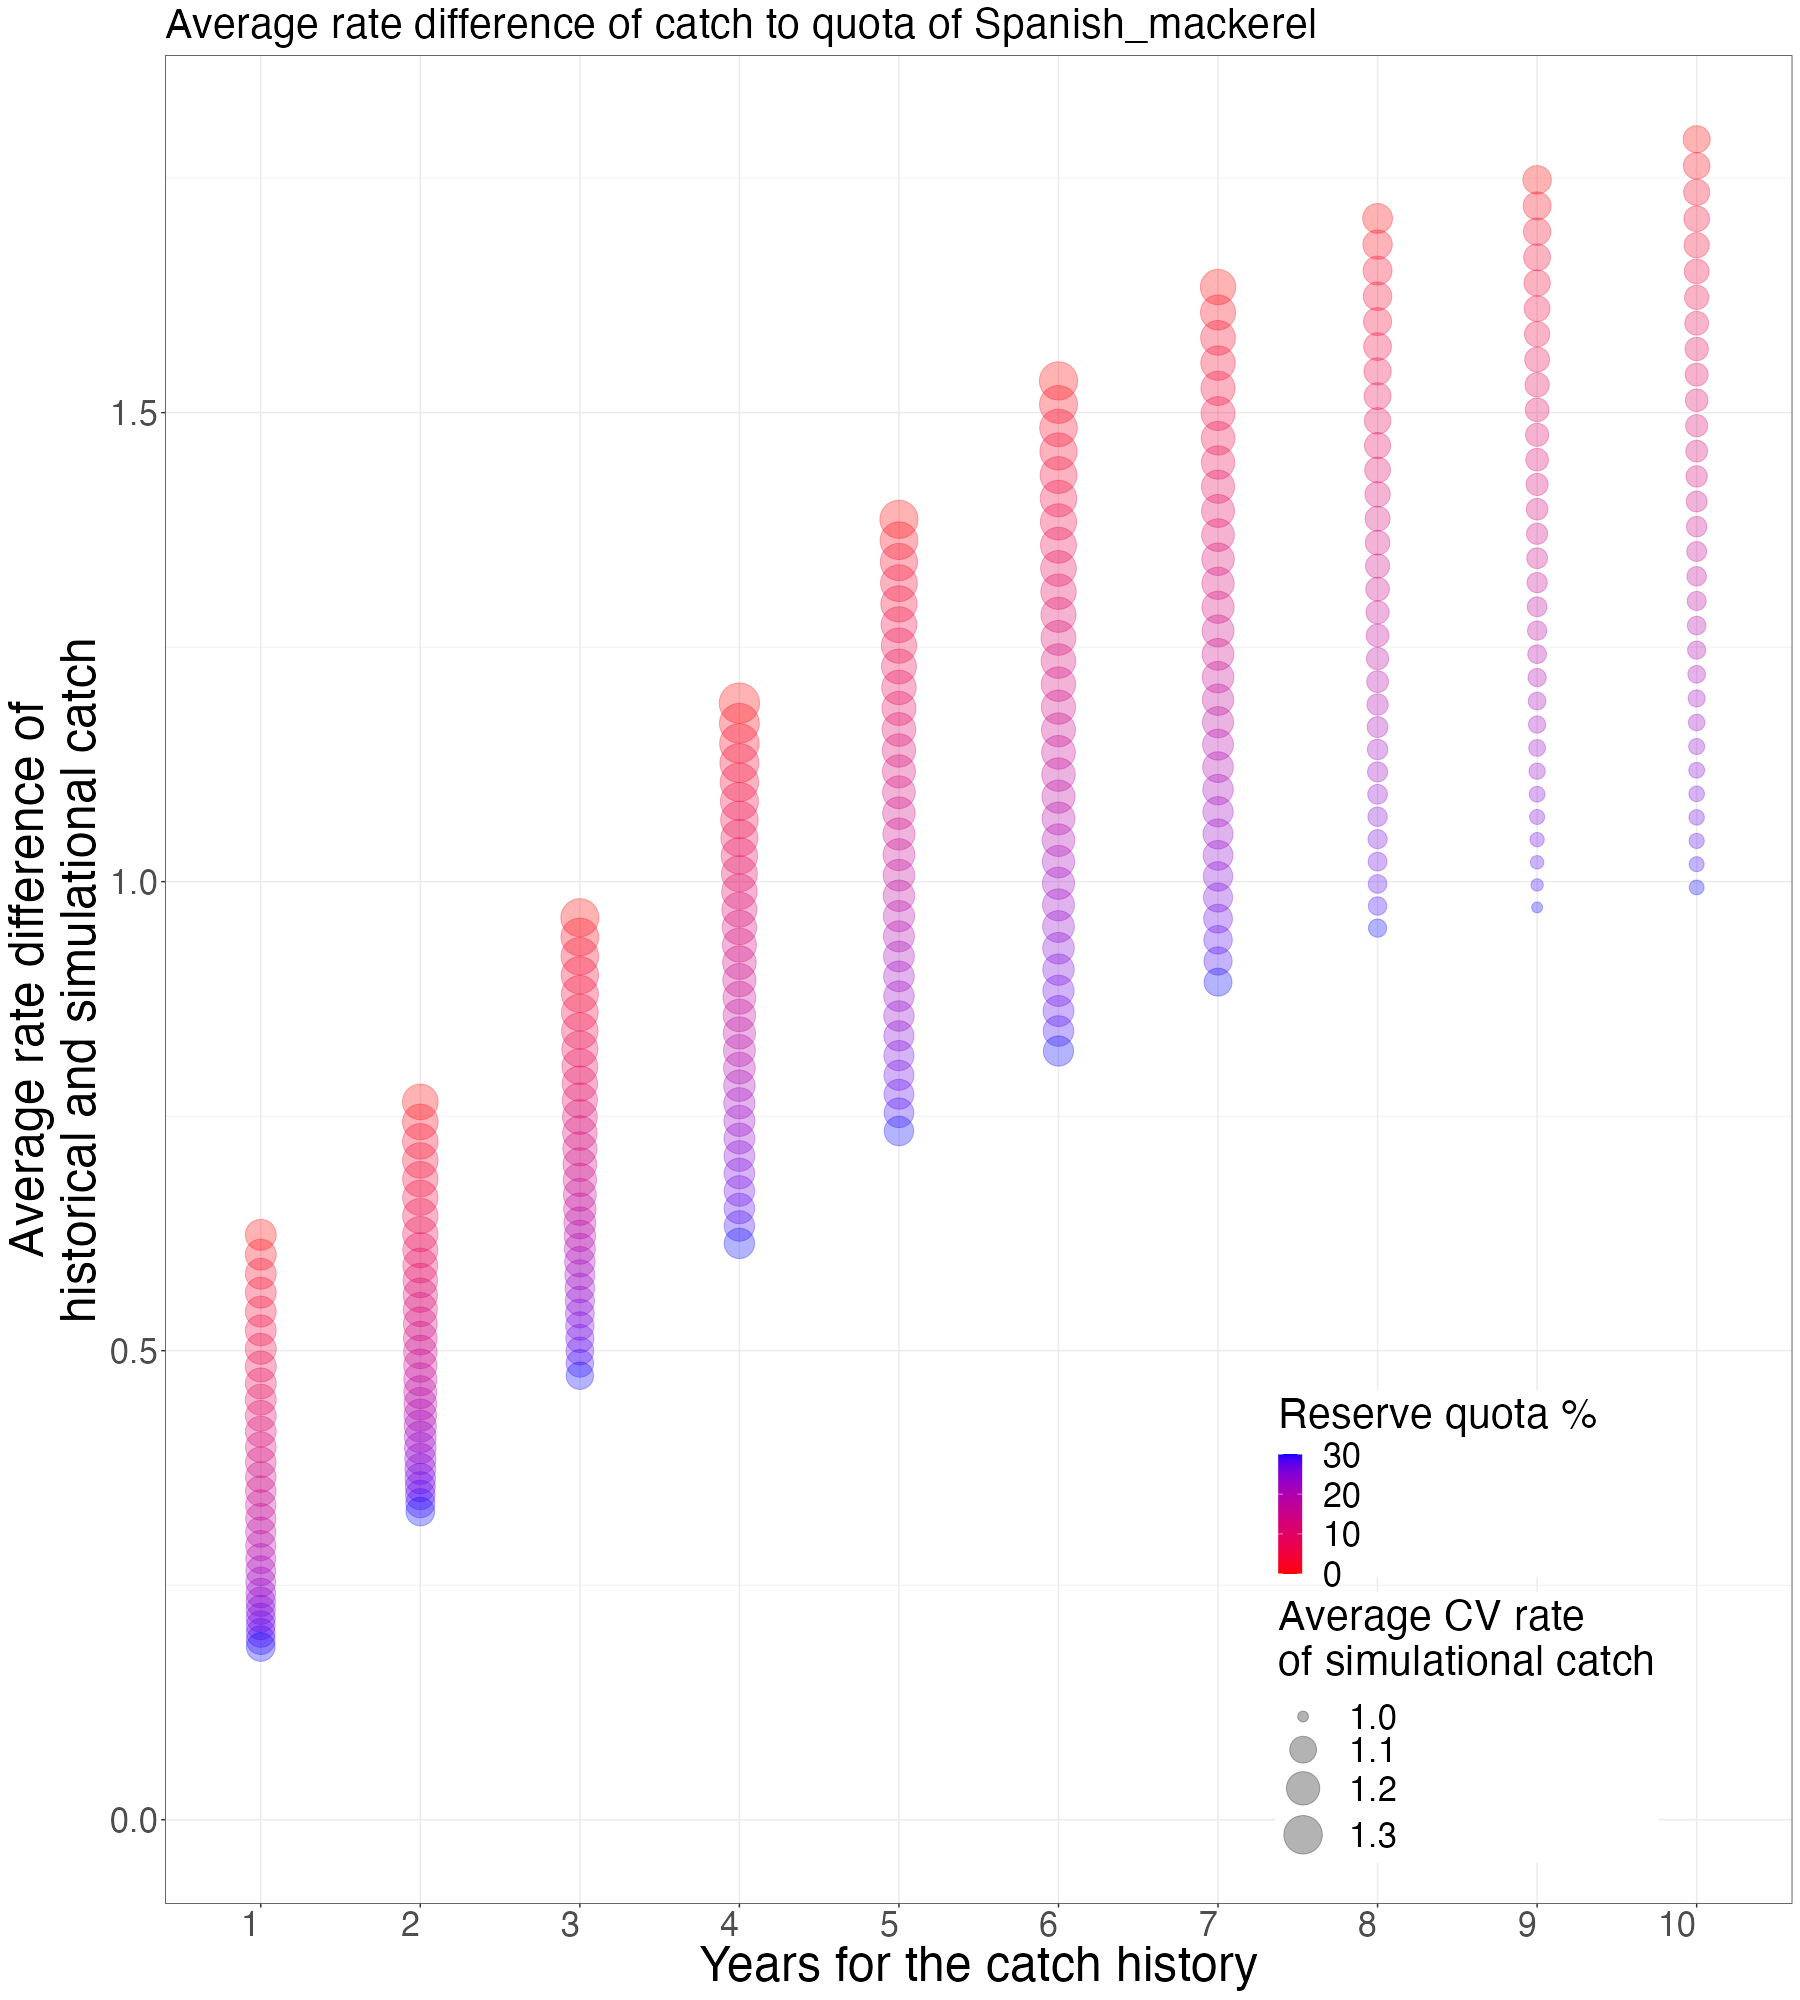 Average rate difference of catch to quota of Spanish_mackerel
Average rate difference of
historical and simulational catch
1.5
1.0
0.5
0.0
Reserve quota %
30
20
10
0
Average CV rate
of simulational catch
1.0
1.1
1.2
1.3
1 2 3 4 5 6 7 8 9 10
Years for the catch history